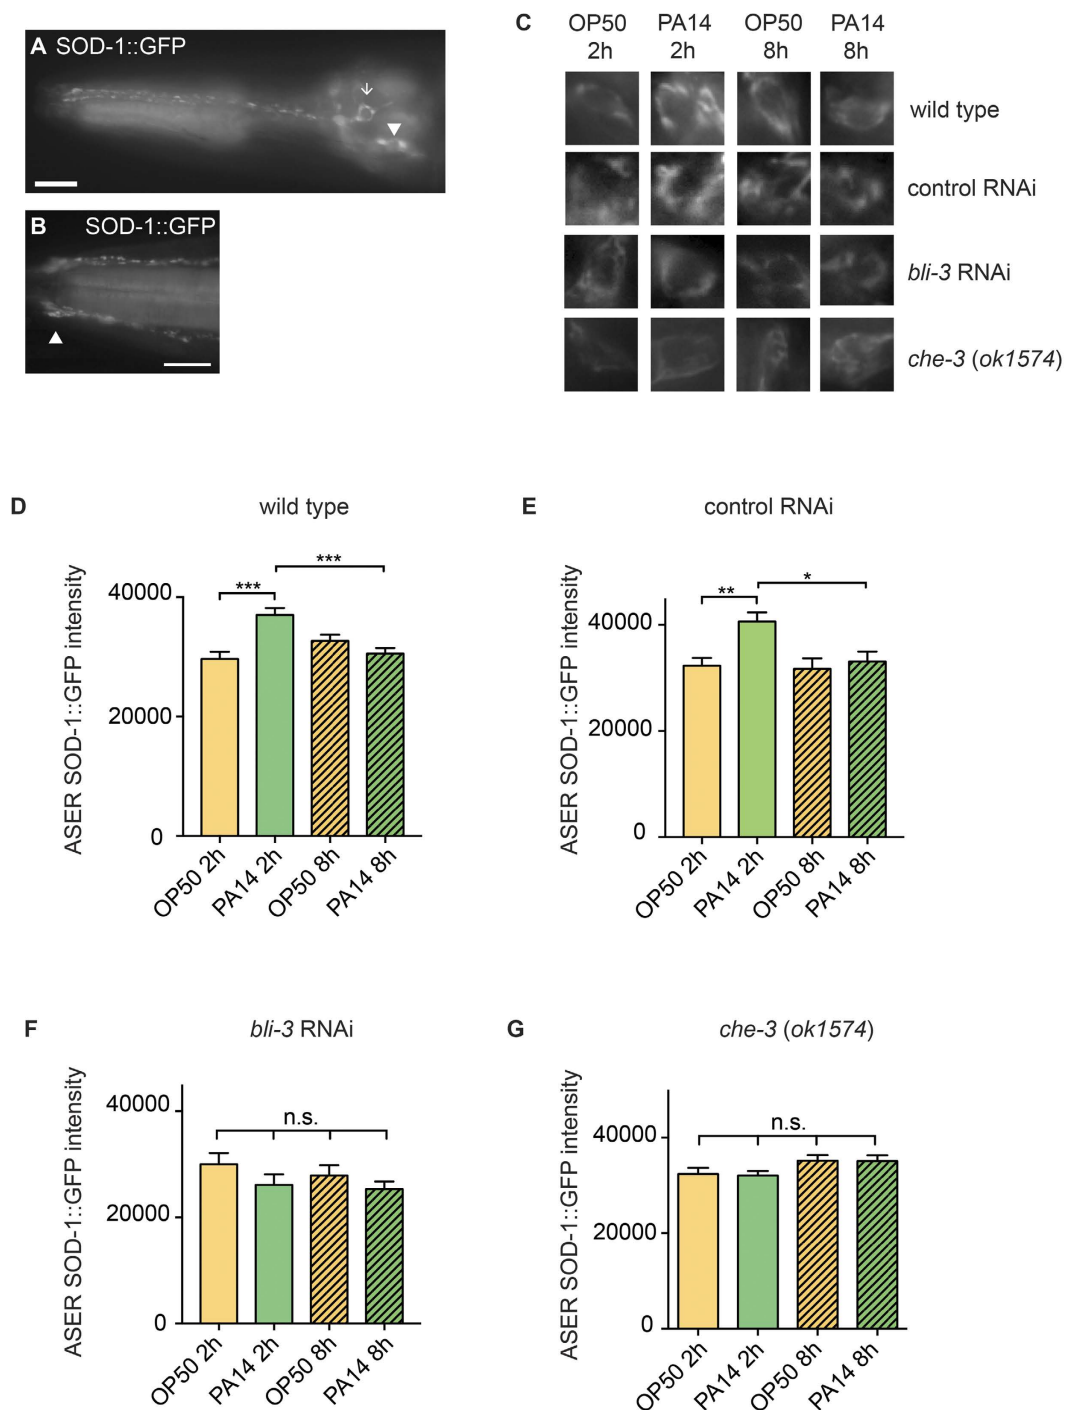 A SOD-1::GFP
B SOD-1::GFP
C OP50 PA14 OP50 PA14
2h 2h 8h 8h
wild type
control RNAi
bli-3 RNAi
che-3 (ok1574)
D wild type
ASER SOD-1::GFP intensity
***
***
40000
20000
0
OP50 2h PA14 2h OP50 8h PA14 8h
E control RNAi
ASER SOD-1::GFP intensity
*
**
40000
20000
0
OP50 2h PA14 2h OP50 8h PA14 8h
F bli-3 RNAi
ASER SOD-1::GFP intensity
n.s.
40000
20000
0
OP50 2h PA14 2h OP50 8h PA14 8h
G che-3 (ok1574)
ASER SOD-1::GFP intensity
n.s.
40000
20000
0
OP50 2h PA14 2h OP50 8h PA14 8h